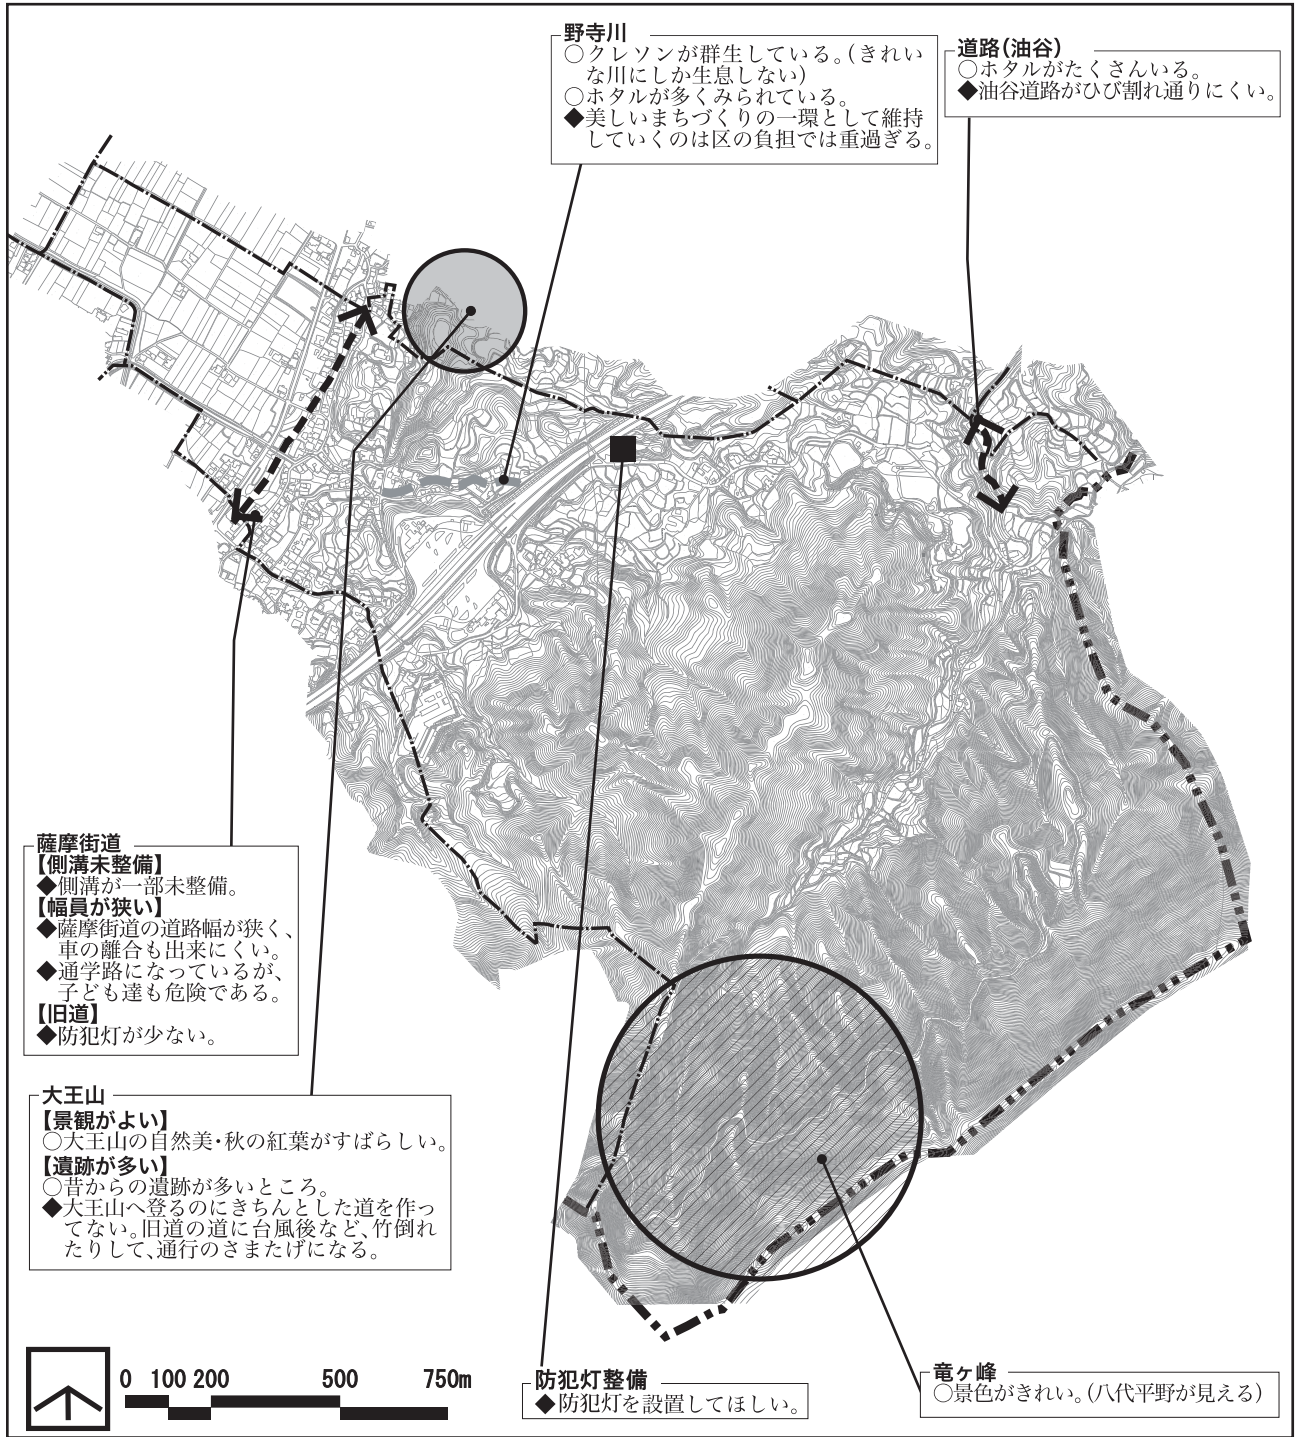 野寺川
○クレソンが群生している。(きれい
な川にしか生息しない)
○ホタルが多くみられている。
◆美しいまちづくりの一環として維持
していくのは区の負担では重過ぎる。
道路(油谷)
○ホタルがたくさんいる。
◆油谷道路がひび割れ通りにくい。
薩摩街道
【側溝未整備】
◆側溝が一部未整備。
【幅員が狭い】
◆薩摩街道の道路幅が狭く、
車の離合も出来にくい。
◆通学路になっているが、
子ども達も危険である。
【旧道】
◆防犯灯が少ない。
大王山
【景観がよい】
○大王山の自然美・秋の紅葉がすばらしい。
【遺跡が多い】
○昔からの遺跡が多いところ。
◆大王山へ登るのにきちんとした道を作っ
てない。旧道の道に台風後など、竹倒れ
たりして、通行のさまたげになる。
0 100 200 500 750m
防犯灯整備
◆防犯灯を設置してほしい。
竜ヶ峰
○景色がきれい。(八代平野が見える)